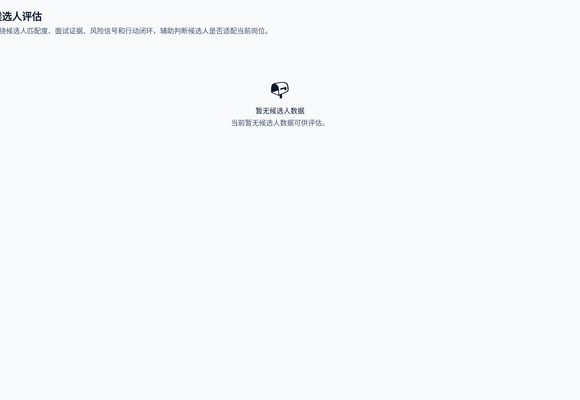 选人评估
绕候选人匹配度、面试证据、风险信号和行动闭环，辅助判断候选人是否适配当前岗位。
暂无候选人数据
当前暂无候选人数据可供评估。